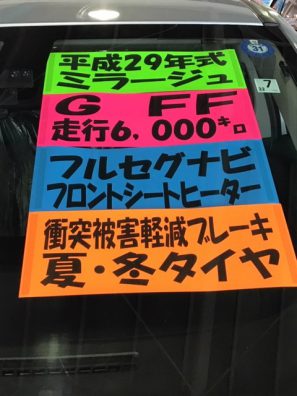 平成29年式
ミラージュ
G FF
走行6,000㌔
フルセグナビ
フロントシートヒーター
衝突被害軽減ブレーキ
夏・冬タイヤ
31
7